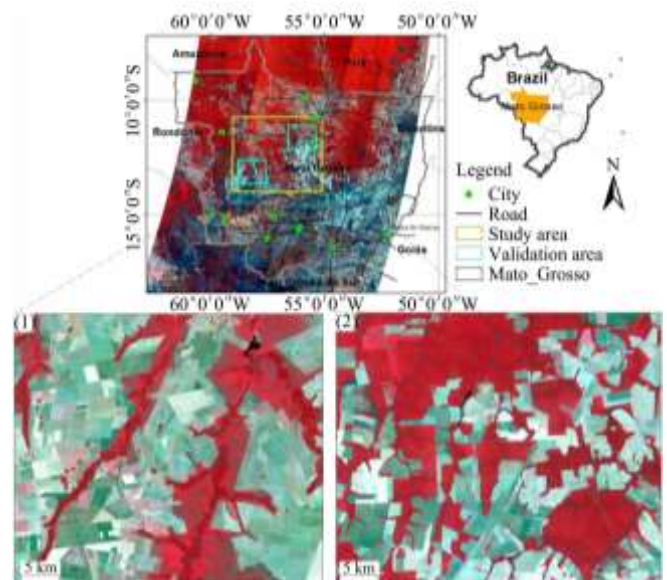 60°0′0″W 55°0′0″W 50°0′0″W
Amazonas
Pará
10°0′0″S
Rondônia
15°0′0″S
Goiás
60°0′0″W 55°0′0″W 50°0′0″W
Brazil
Mato_Grosso
N
Legend
City
Road
Study area
Validation area
Mato_Grosso
(1)
5 km
(2)
5 km